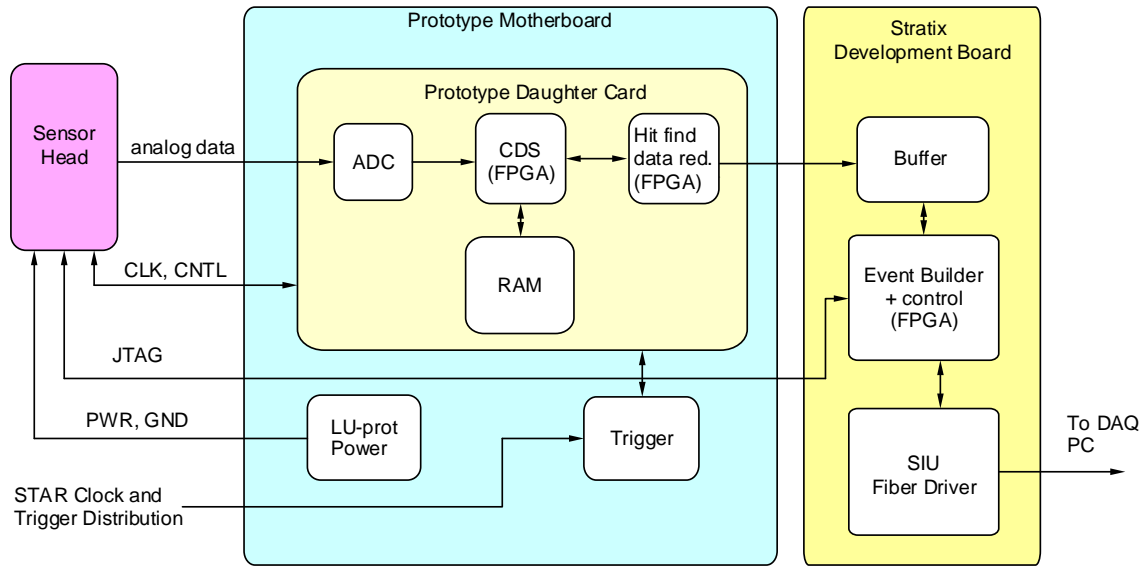 Prototype Motherboard
Stratix
Development Board
Prototype Daughter Card
Sensor
Head
analog data
ADC
CDS
(FPGA)
Hit find
data red.
(FPGA)
Buffer
CLK, CNTL
RAM
Event Builder
+ control
(FPGA)
JTAG
PWR, GND
LU-prot
Power
Trigger
SIU
Fiber Driver
To DAQ
PC
STAR Clock and
Trigger Distribution